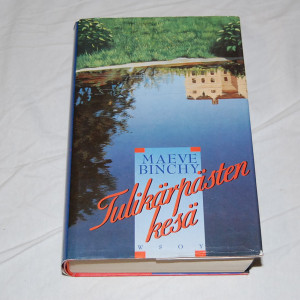 MAEVE
BINCHY
Tulikärpästen
kesä
WSOY